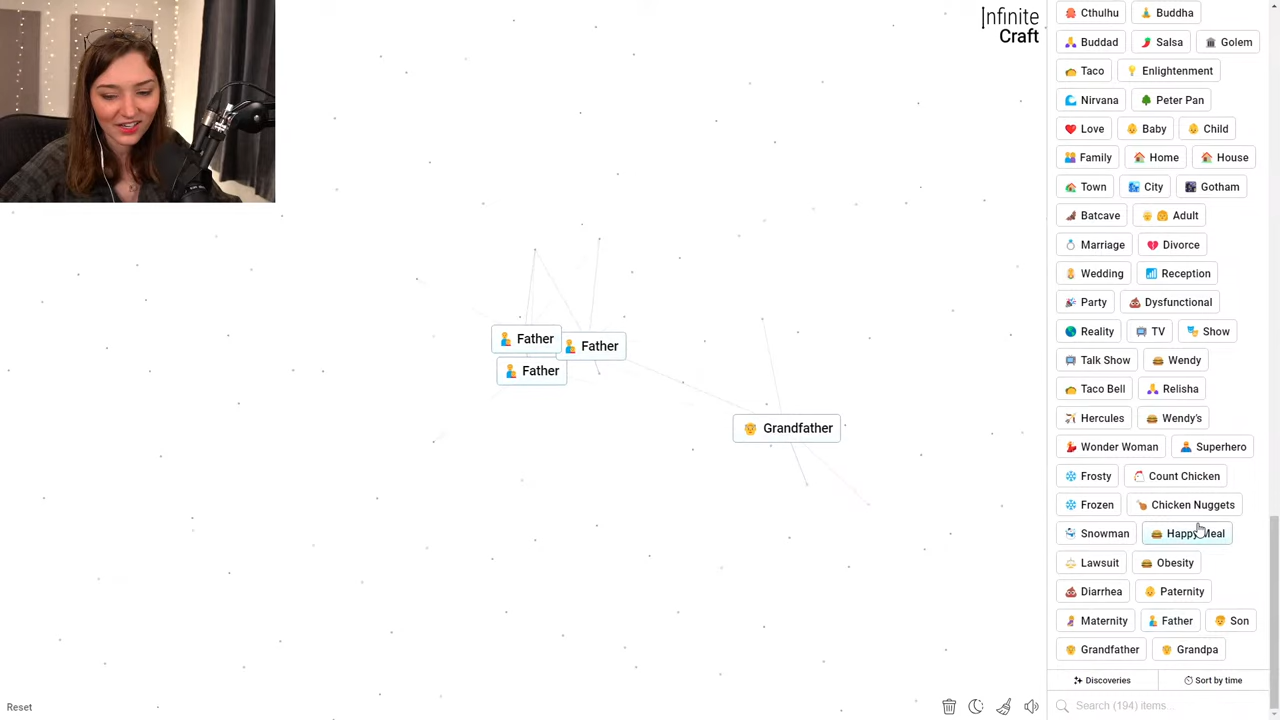 Infinite
Craft
Cthulhu Buddha
Buddad Salsa Golem
Taco Enlightenment
Nirvana Peter Pan
Love Baby Child
Family Home House
Town City Gotham
Batcave Adult
Marriage Divorce
Wedding Reception
Party Dysfunctional
Reality TV Show
Talk Show Wendy
Taco Bell Relisha
Hercules Wendy's
Wonder Woman Superhero
Frosty Count Chicken
Frozen Chicken Nuggets
Snowman Happy Meal
Lawsuit Obesity
Diarrhea Paternity
Maternity Father Son
Grandfather Grandpa
Father
Father
Father
Grandfather
Discoveries Sort by time
Reset
Search (194) items...